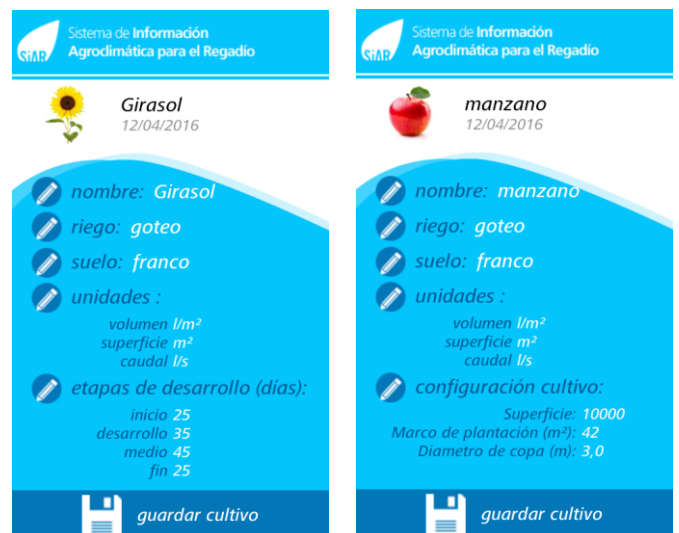 SiAR
Sistema de Información
Agroclimática para el Regadío
Girasol
12/04/2016
nombre: Girasol
riego: goteo
suelo: franco
unidades :
volumen l/m²
superficie m²
caudal l/s
etapas de desarrollo (días):
inicio 25
desarrollo 35
medio 45
fin 25
guardar cultivo
SiAR
Sistema de Información
Agroclimática para el Regadío
manzano
12/04/2016
nombre: manzano
riego: goteo
suelo: franco
unidades :
volumen l/m²
superficie m²
caudal l/s
configuración cultivo:
Superficie: 10000
Marco de plantación (m²): 42
Diametro de copa (m): 3,0
guardar cultivo